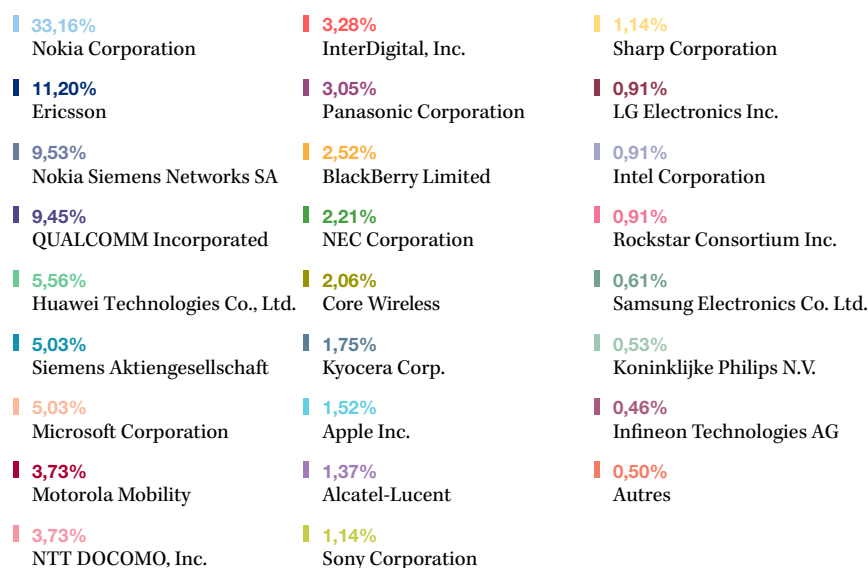 33,16%
Nokia Corporation
11,20%
Ericsson
9,53%
Nokia Siemens Networks SA
9,45%
QUALCOMM Incorporated
5,56%
Huawei Technologies Co., Ltd.
5,03%
Siemens Aktiengesellschaft
5,03%
Microsoft Corporation
3,73%
Motorola Mobility
3,73%
NTT DOCOMO, Inc.
3,28%
InterDigital, Inc.
3,05%
Panasonic Corporation
2,52%
BlackBerry Limited
2,21%
NEC Corporation
2,06%
Core Wireless
1,75%
Kyocera Corp.
1,52%
Apple Inc.
1,37%
Alcatel-Lucent
1,14%
Sony Corporation
1,14%
Sharp Corporation
0,91%
LG Electronics Inc.
0,91%
Intel Corporation
0,91%
Rockstar Consortium Inc.
0,61%
Samsung Electronics Co. Ltd.
0,53%
Koninklijke Philips N.V.
0,46%
Infineon Technologies AG
0,50%
Autres